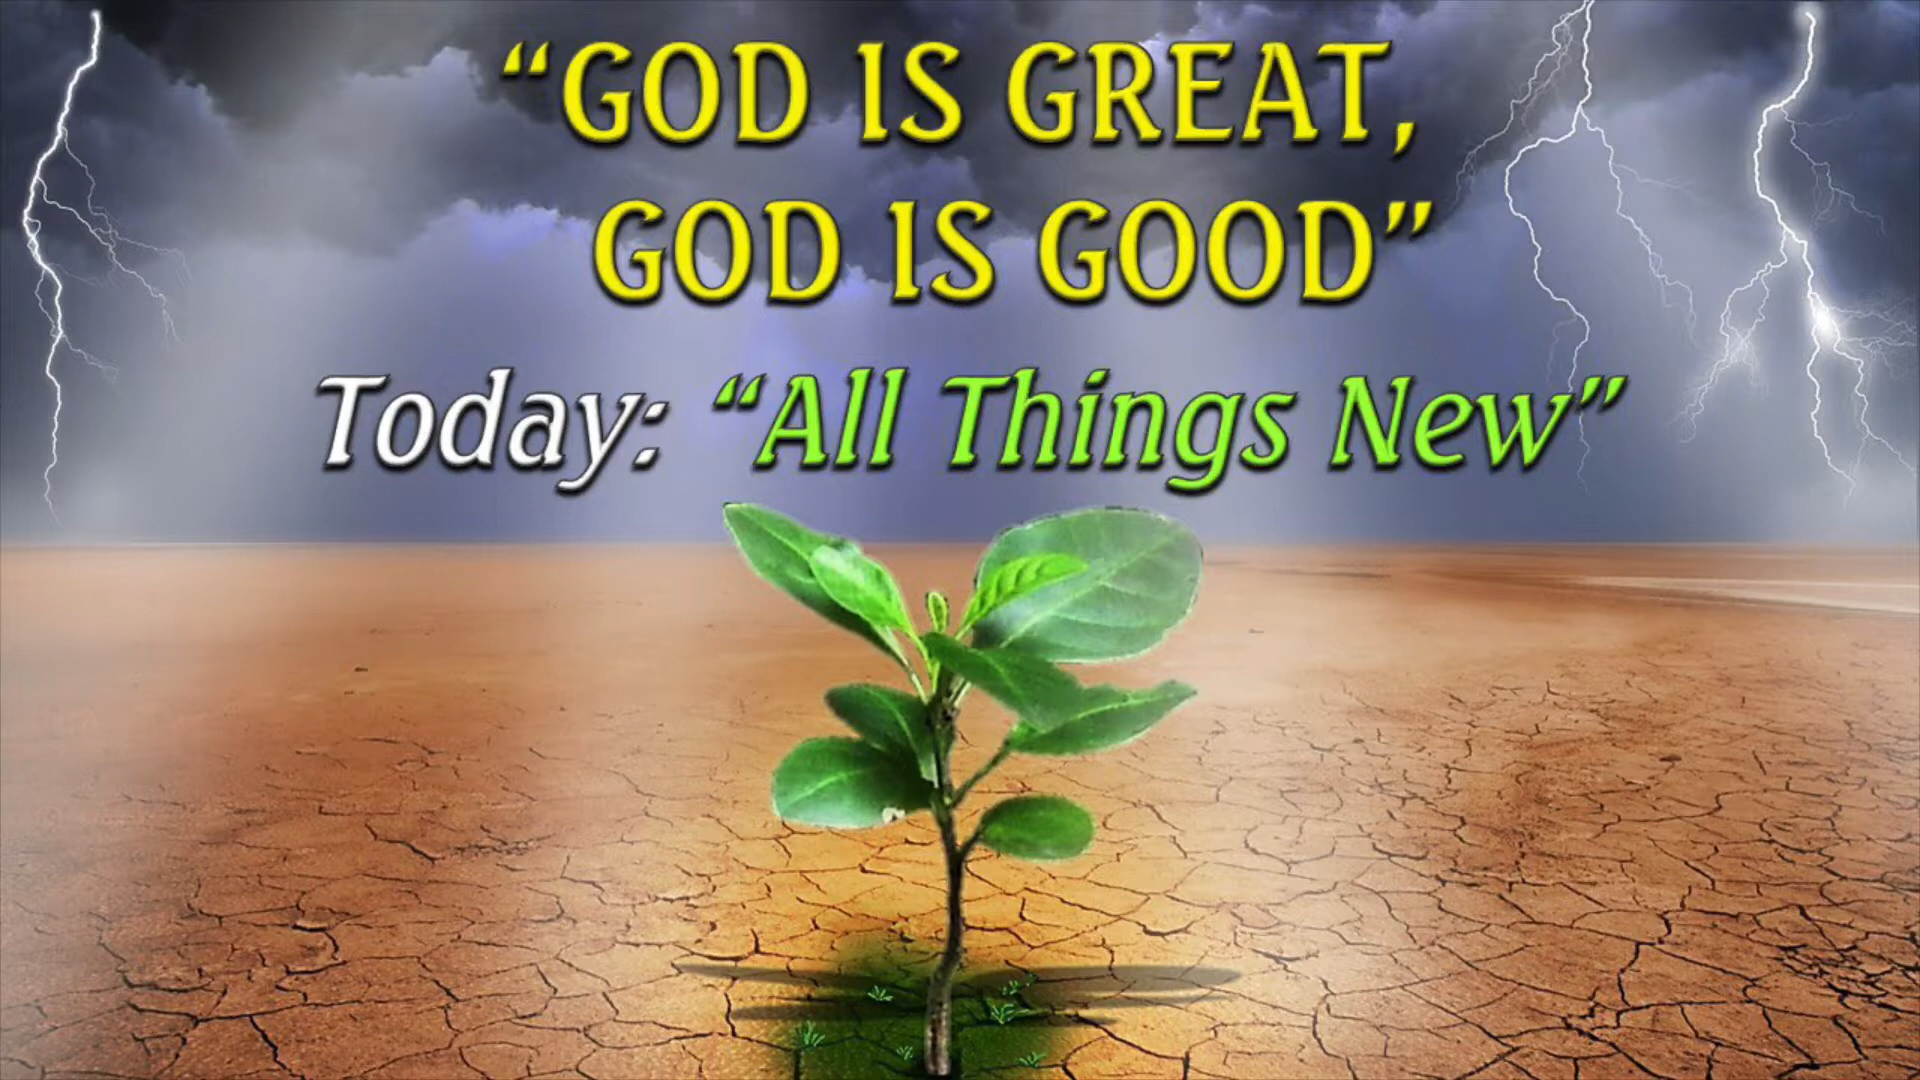 “GOD IS GREAT,
GOD IS GOOD”
Today: “All Things New”